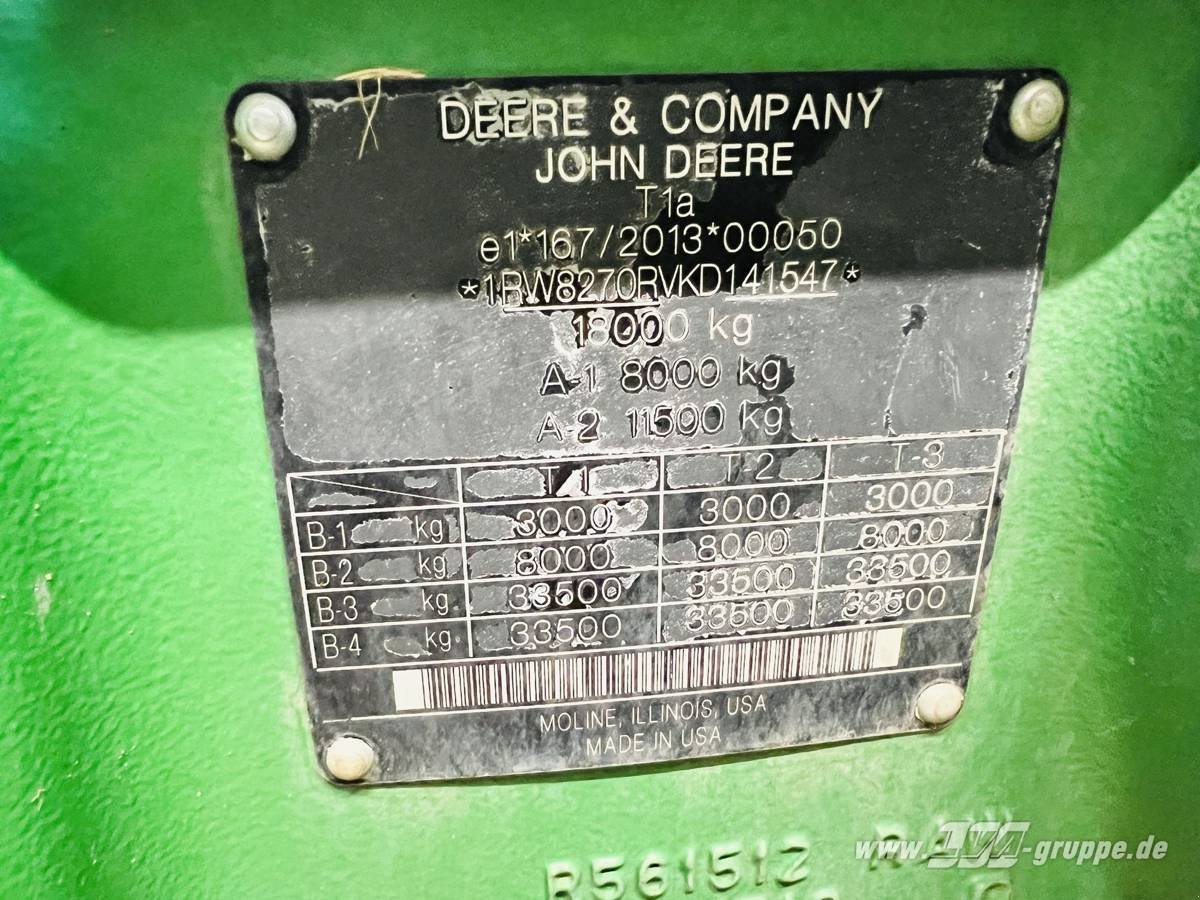 DEERE & COMPANY
JOHN DEERE
T1a
e1*167/2013*00050
*1RW8270RVKD141547*
18000 kg
A-1 8000 kg
A-2 11500 kg
T-1 T-2 T-3
B-1 kg 3000 3000 3000
B-2 kg 8000 8000 8000
B-3 kg 33500 33500 33500
B-4 kg 33500 33500 33500
MOLINE, ILLINOIS, USA
MADE IN USA
R561512
www. -gruppe.de